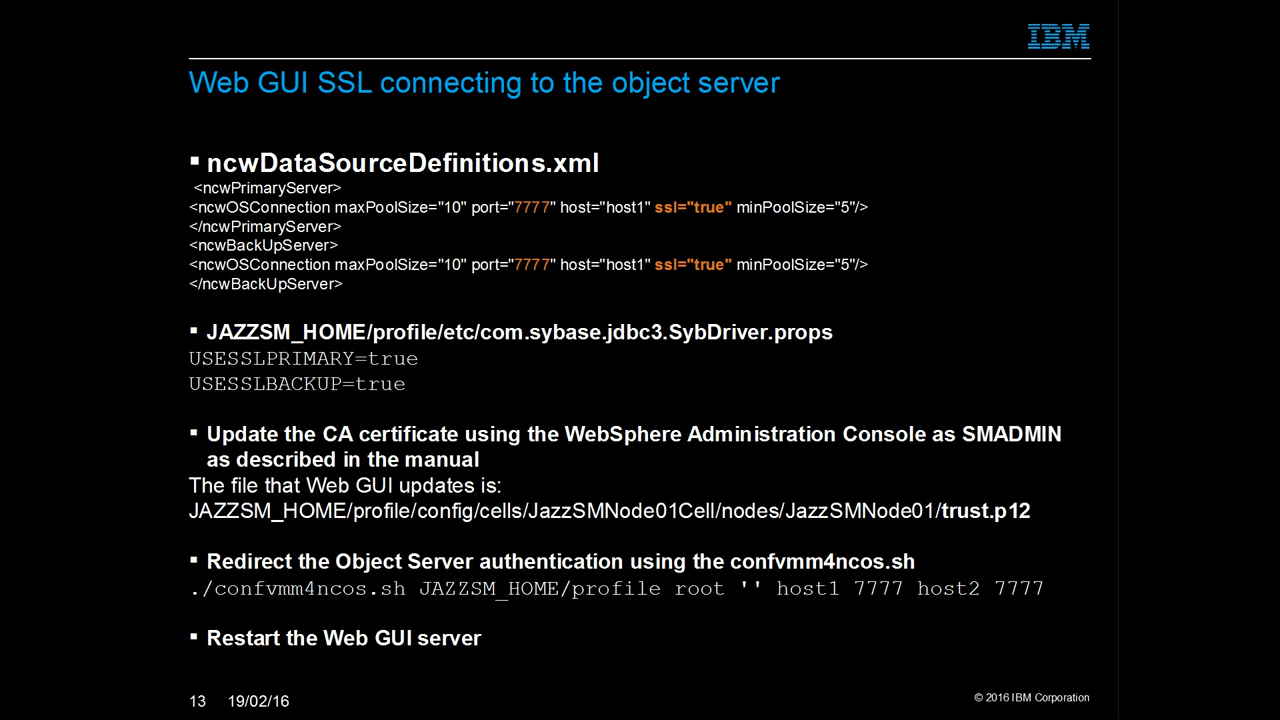 IBM
Web GUI SSL connecting to the object server
▪ ncwDataSourceDefinitions.xml
<ncwPrimaryServer>
<ncwOSConnection maxPoolSize="10" port="7777" host="host1" ssl="true" minPoolSize="5"/>
</ncwPrimaryServer>
<ncwBackUpServer>
<ncwOSConnection maxPoolSize="10" port="7777" host="host1" ssl="true" minPoolSize="5"/>
</ncwBackUpServer>
▪ JAZZSM_HOME/profile/etc/com.sybase.jdbc3.SybDriver.props
USESSLPRIMARY=true
USESSLBACKUP=true
▪ Update the CA certificate using the WebSphere Administration Console as SMADMIN
as described in the manual
The file that Web GUI updates is:
JAZZSM_HOME/profile/config/cells/JazzSMNode01Cell/nodes/JazzSMNode01/trust.p12
▪ Redirect the Object Server authentication using the confvmm4ncos.sh
./confvmm4ncos.sh JAZZSM_HOME/profile root '' host1 7777 host2 7777
▪ Restart the Web GUI server
13 19/02/16
© 2016 IBM Corporation